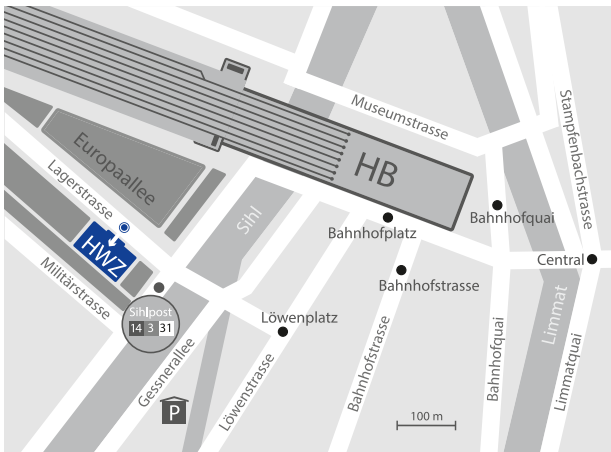 Museumstrasse
Stampfenbachstrasse
HB
Europaallee
Lagerstrasse
Sihl
Bahnhofquai
Bahnhofplatz
HWZ
Central
Militärstrasse
Bahnhofstrasse
Sihlpost
14 3 31
Löwenplatz
Limmat
Gessnerallee
Bahnhofstrasse
Bahnhofquai
Limmatquai
Löwenstrasse
P
100 m